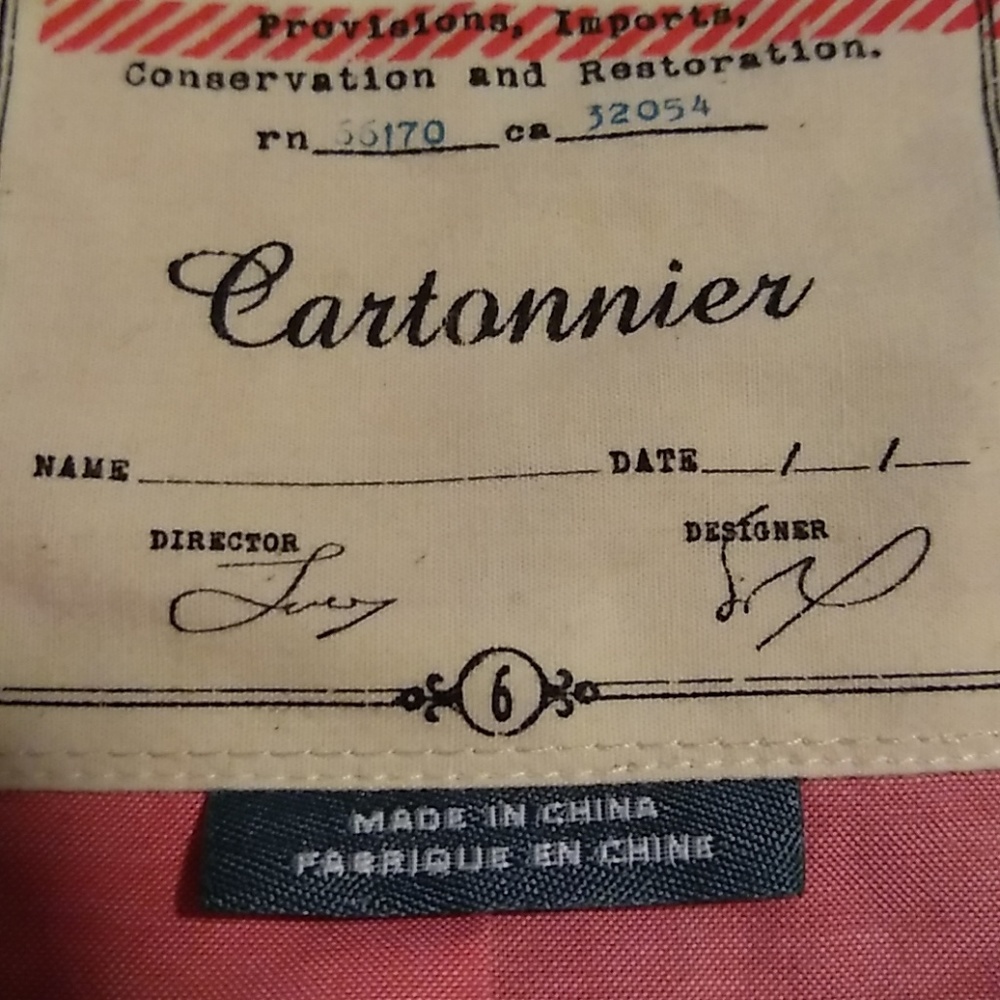 Provisions, Imports,
Conservation and Restoration.
rn 66170 ca 32054
Cartonnier
NAME DATE / /
DIRECTOR DESIGNER
6
MADE IN CHINA
FABRIQUE EN CHINE